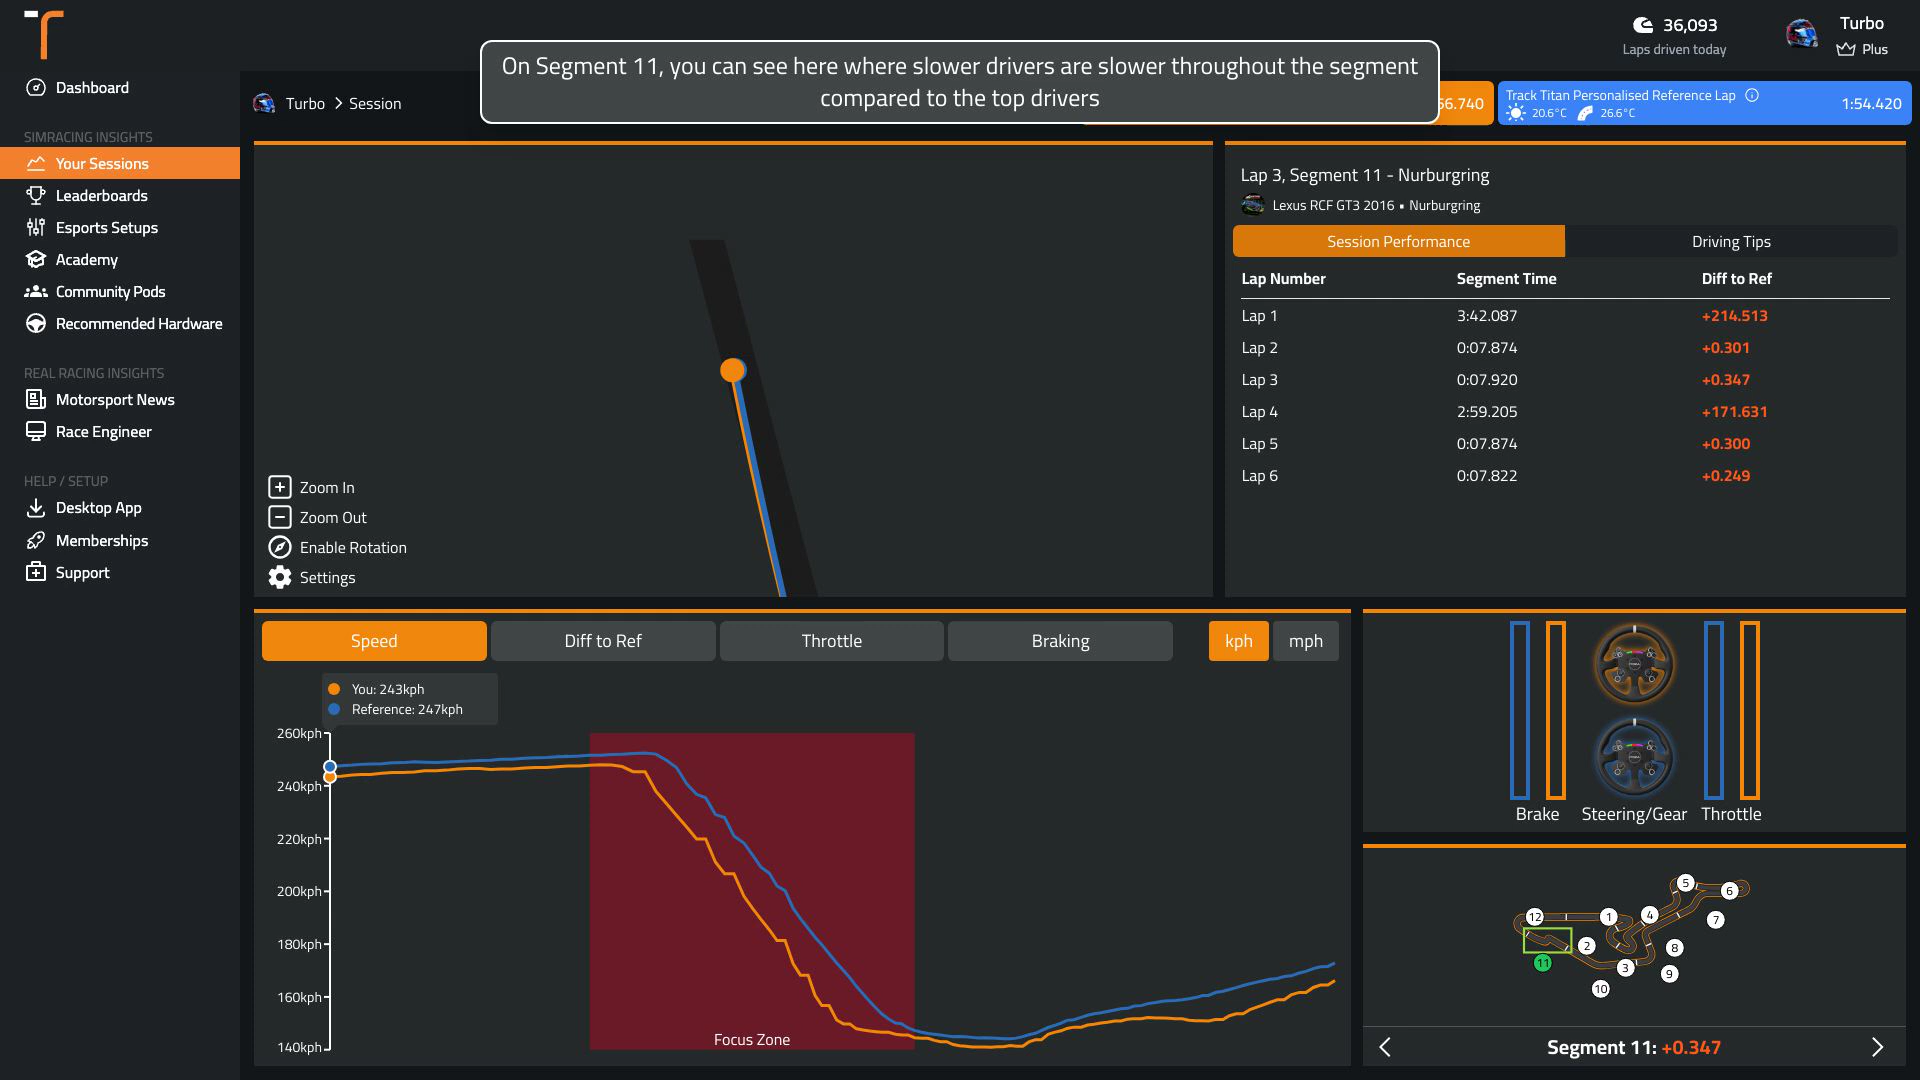 36,093
Laps driven today
Turbo
Plus
On Segment 11, you can see here where slower drivers are slower throughout the segment
compared to the top drivers
Dashboard
SIMRACING INSIGHTS
Your Sessions
Leaderboards
Esports Setups
Academy
Community Pods
Recommended Hardware
REAL RACING INSIGHTS
Motorsport News
Race Engineer
HELP / SETUP
Desktop App
Memberships
Support
Turbo > Session
56.740
Track Titan Personalised Reference Lap
20.6°C 26.6°C
1:54.420
Zoom In
Zoom Out
Enable Rotation
Settings
Lap 3, Segment 11 - Nurburgring
Lexus RCF GT3 2016 • Nurburgring
Session Performance Driving Tips
Lap Number Segment Time Diff to Ref
Lap 1 3:42.087 +214.513
Lap 2 0:07.874 +0.301
Lap 3 0:07.920 +0.347
Lap 4 2:59.205 +171.631
Lap 5 0:07.874 +0.300
Lap 6 0:07.822 +0.249
Speed Diff to Ref Throttle Braking kph mph
You: 243kph
Reference: 247kph
260kph
240kph
220kph
200kph
180kph
160kph
140kph
Focus Zone
Brake Steering/Gear Throttle
5
6
12
1
4
7
2
8
11
3
9
10
Segment 11: +0.347